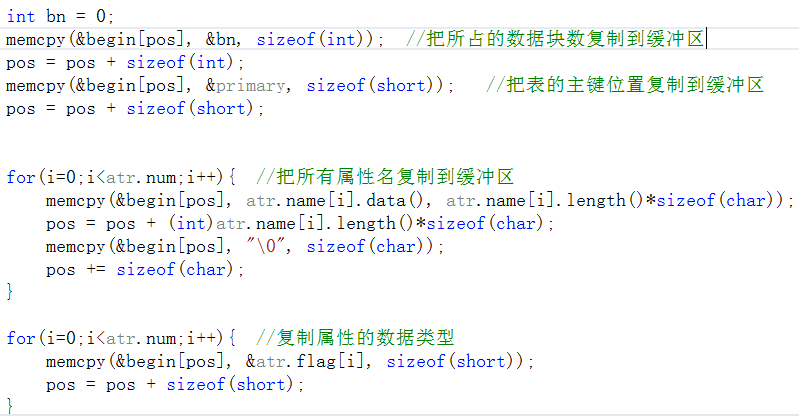 int bn = 0;
memcpy(&begin[pos], &bn, sizeof(int));  //把所占的数据块数复制到缓冲区
pos = pos + sizeof(int);
memcpy(&begin[pos], &primary, sizeof(short));   //把表的主键位置复制到缓冲区
pos = pos + sizeof(short);
for(i=0;i<atr.num;i++){  //把所有属性名复制到缓冲区
    memcpy(&begin[pos], atr.name[i].data(), atr.name[i].length()*sizeof(char));
    pos = pos + (int)atr.name[i].length()*sizeof(char);
    memcpy(&begin[pos], "\0", sizeof(char));
    pos += sizeof(char);
}
for(i=0;i<atr.num;i++){  //复制属性的数据类型
    memcpy(&begin[pos], &atr.flag[i], sizeof(short));
    pos = pos + sizeof(short);
}